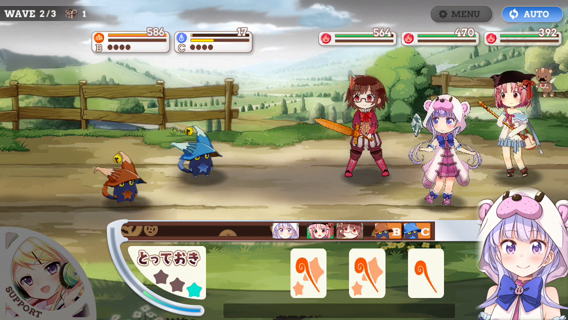 WAVE 2/3 1
MENU
AUTO
586
B
17
C
564
470
392
B
C
とっておき
SUPPORT